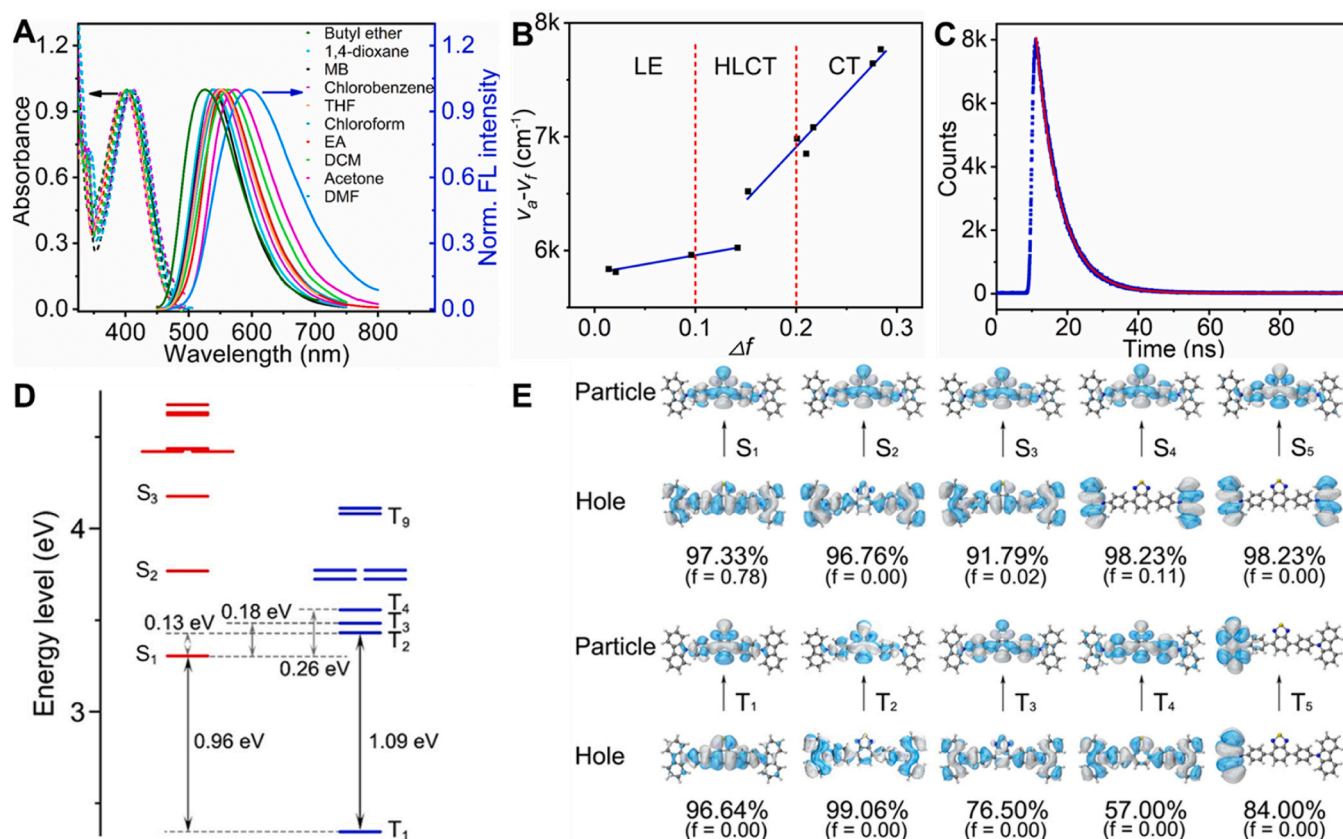 A
Absorbance
1.2
0.9
0.6
0.3
0.0
400
500
600
700
800
Wavelength (nm)
Butyl ether
1,4-dioxane
MB
Chlorobenzene
THF
Chloroform
EA
DCM
Acetone
DMF
1.2
0.9
0.6
0.3
0.0
Norm. FL intensity
B
8k
7k
6k
νa-νf (cm⁻¹)
LE
HLCT
CT
0.0
0.1
0.2
0.3
Δf
C
Counts
8k
6k
4k
2k
0
0
20
40
60
80
Time (ns)
D
Energy level (eV)
4
3
S3
S2
S1
0.13 eV
0.18 eV
0.26 eV
0.96 eV
1.09 eV
T9
T4
T3
T2
T1
E
Particle
S1 S2 S3 S4 S5
Hole
97.33% 96.76% 91.79% 98.23% 98.23%
(f = 0.78) (f = 0.00) (f = 0.02) (f = 0.11) (f = 0.00)
Particle
T1 T2 T3 T4 T5
Hole
96.64% 99.06% 76.50% 57.00% 84.00%
(f = 0.00) (f = 0.00) (f = 0.00) (f = 0.00) (f = 0.00)